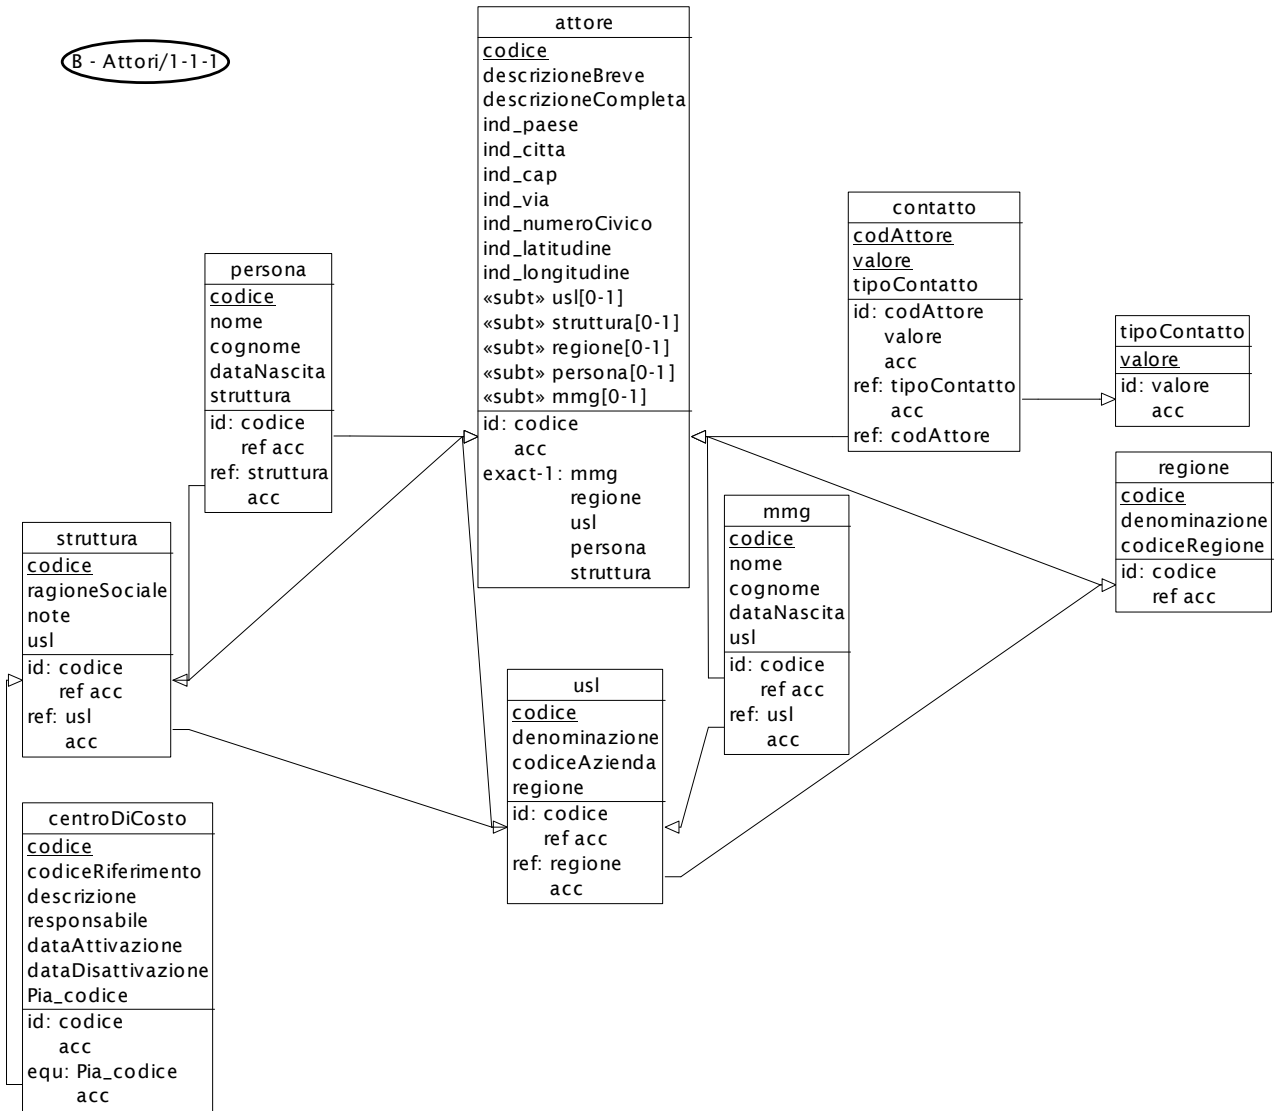 B - Attori/1-1-1
attore
codice
descrizioneBreve
descrizioneCompleta
ind_paese
ind_citta
ind_cap
ind_via
ind_numeroCivico
ind_latitudine
ind_longitudine
«subt» usl[0-1]
«subt» struttura[0-1]
«subt» regione[0-1]
«subt» persona[0-1]
«subt» mmg[0-1]
id: codice
acc
exact-1: mmg
regione
usl
persona
struttura
contatto
codAttore
valore
tipoContatto
id: codAttore
valore
acc
ref: tipoContatto
acc
ref: codAttore
tipoContatto
valore
id: valore
acc
persona
codice
nome
cognome
dataNascita
struttura
id: codice
ref acc
ref: struttura
acc
regione
codice
denominazione
codiceRegione
id: codice
ref acc
mmg
codice
nome
cognome
dataNascita
usl
id: codice
ref acc
ref: usl
acc
struttura
codice
ragioneSociale
note
usl
id: codice
ref acc
ref: usl
acc
usl
codice
denominazione
codiceAzienda
regione
id: codice
ref acc
ref: regione
acc
centroDiCosto
codice
codiceRiferimento
descrizione
responsabile
dataAttivazione
dataDisattivazione
Pia_codice
id: codice
acc
equ: Pia_codice
acc